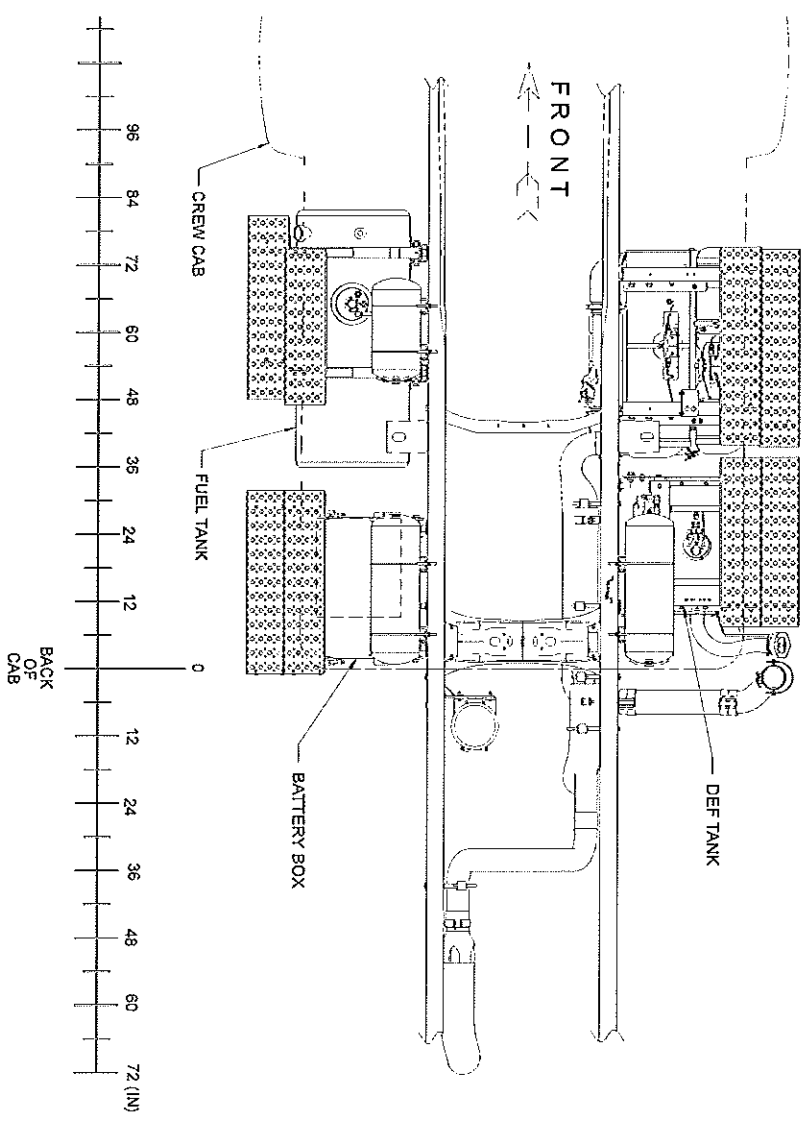 FRONT
CREW CAB
FUEL TANK
BATTERY BOX
DEF TANK
96
84
72
60
48
36
24
12
0
12
24
36
48
60
72 (IN)
BACK
OF
CAB